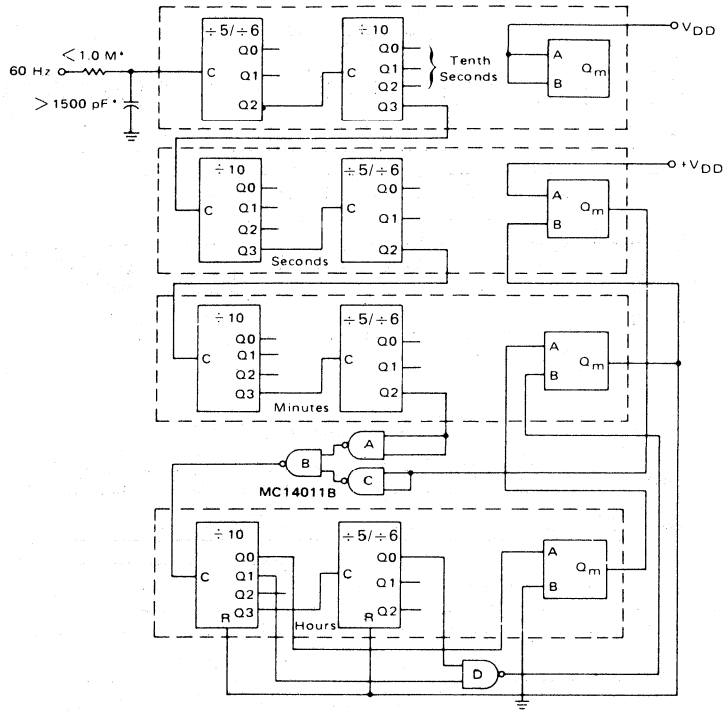 60 Hz
< 1.0 M*
> 1500 pF*
÷ 5/÷ 6
C
Q0
Q1
Q2
÷ 10
C
Q0
Q1
Q2
Q3
Tenth
Seconds
A
B
Qm
VDD
÷ 10
C
Q0
Q1
Q2
Q3
Seconds
÷ 5/÷ 6
C
Q0
Q1
Q2
A
B
Qm
+VDD
÷ 10
C
Q0
Q1
Q2
Q3
Minutes
÷ 5/÷ 6
C
Q0
Q1
Q2
A
B
Qm
A
B
C
MC14011B
÷ 10
C
Q0
Q1
Q2
Q3
R
Hours
÷ 5/÷ 6
C
Q0
Q1
Q2
R
A
B
Qm
D